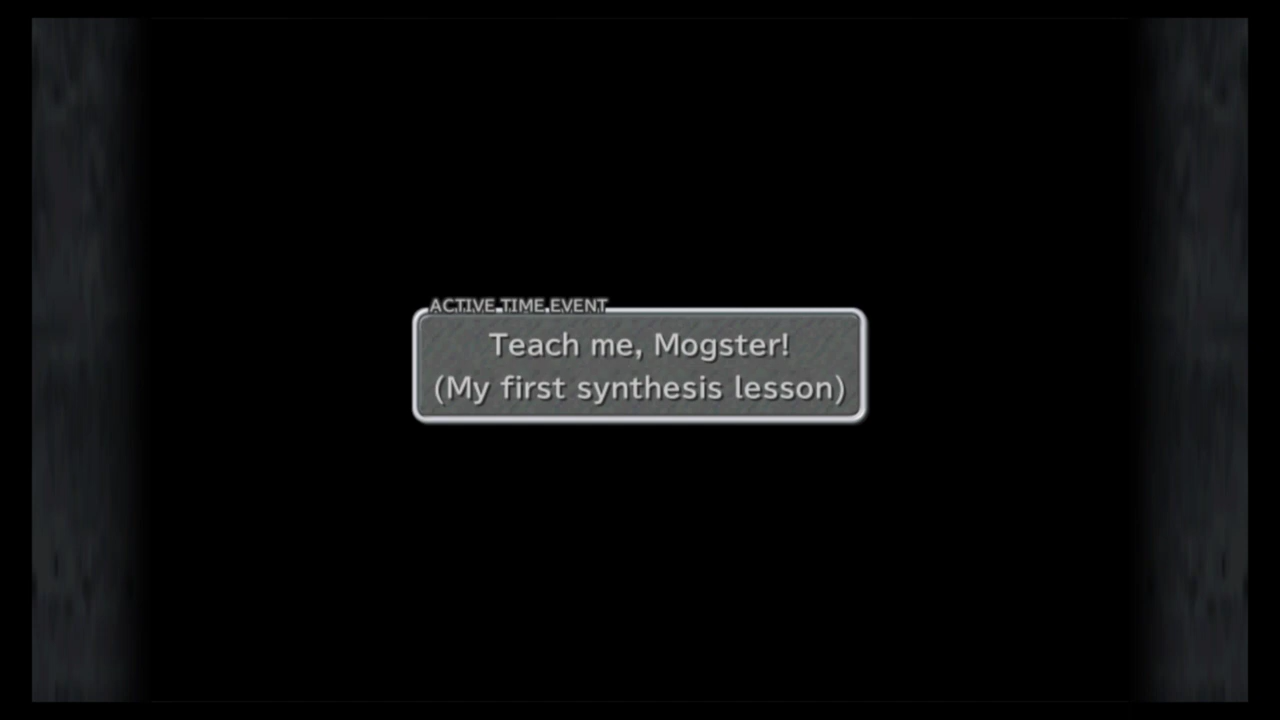 ACTIVE TIME EVENT
Teach me, Mogster!
(My first synthesis lesson)